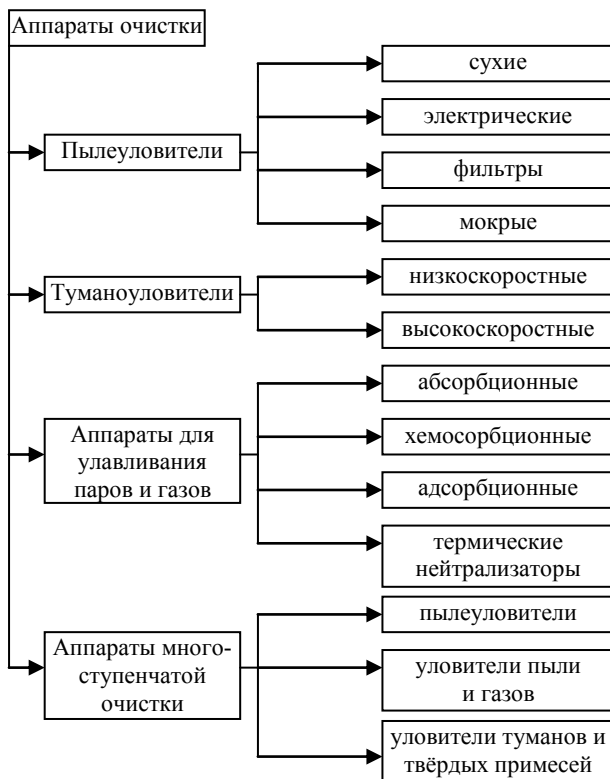 Аппараты очистки
Пылеуловители
сухие
электрические
фильтры
мокрые
Туманоуловители
низкоскоростные
высокоскоростные
Аппараты для
улавливания
паров и газов
абсорбционные
хемосорбционные
адсорбционные
термические
нейтрализаторы
Аппараты много-
ступенчатой
очистки
пылеуловители
уловители пыли
и газов
уловители туманов и
твёрдых примесей